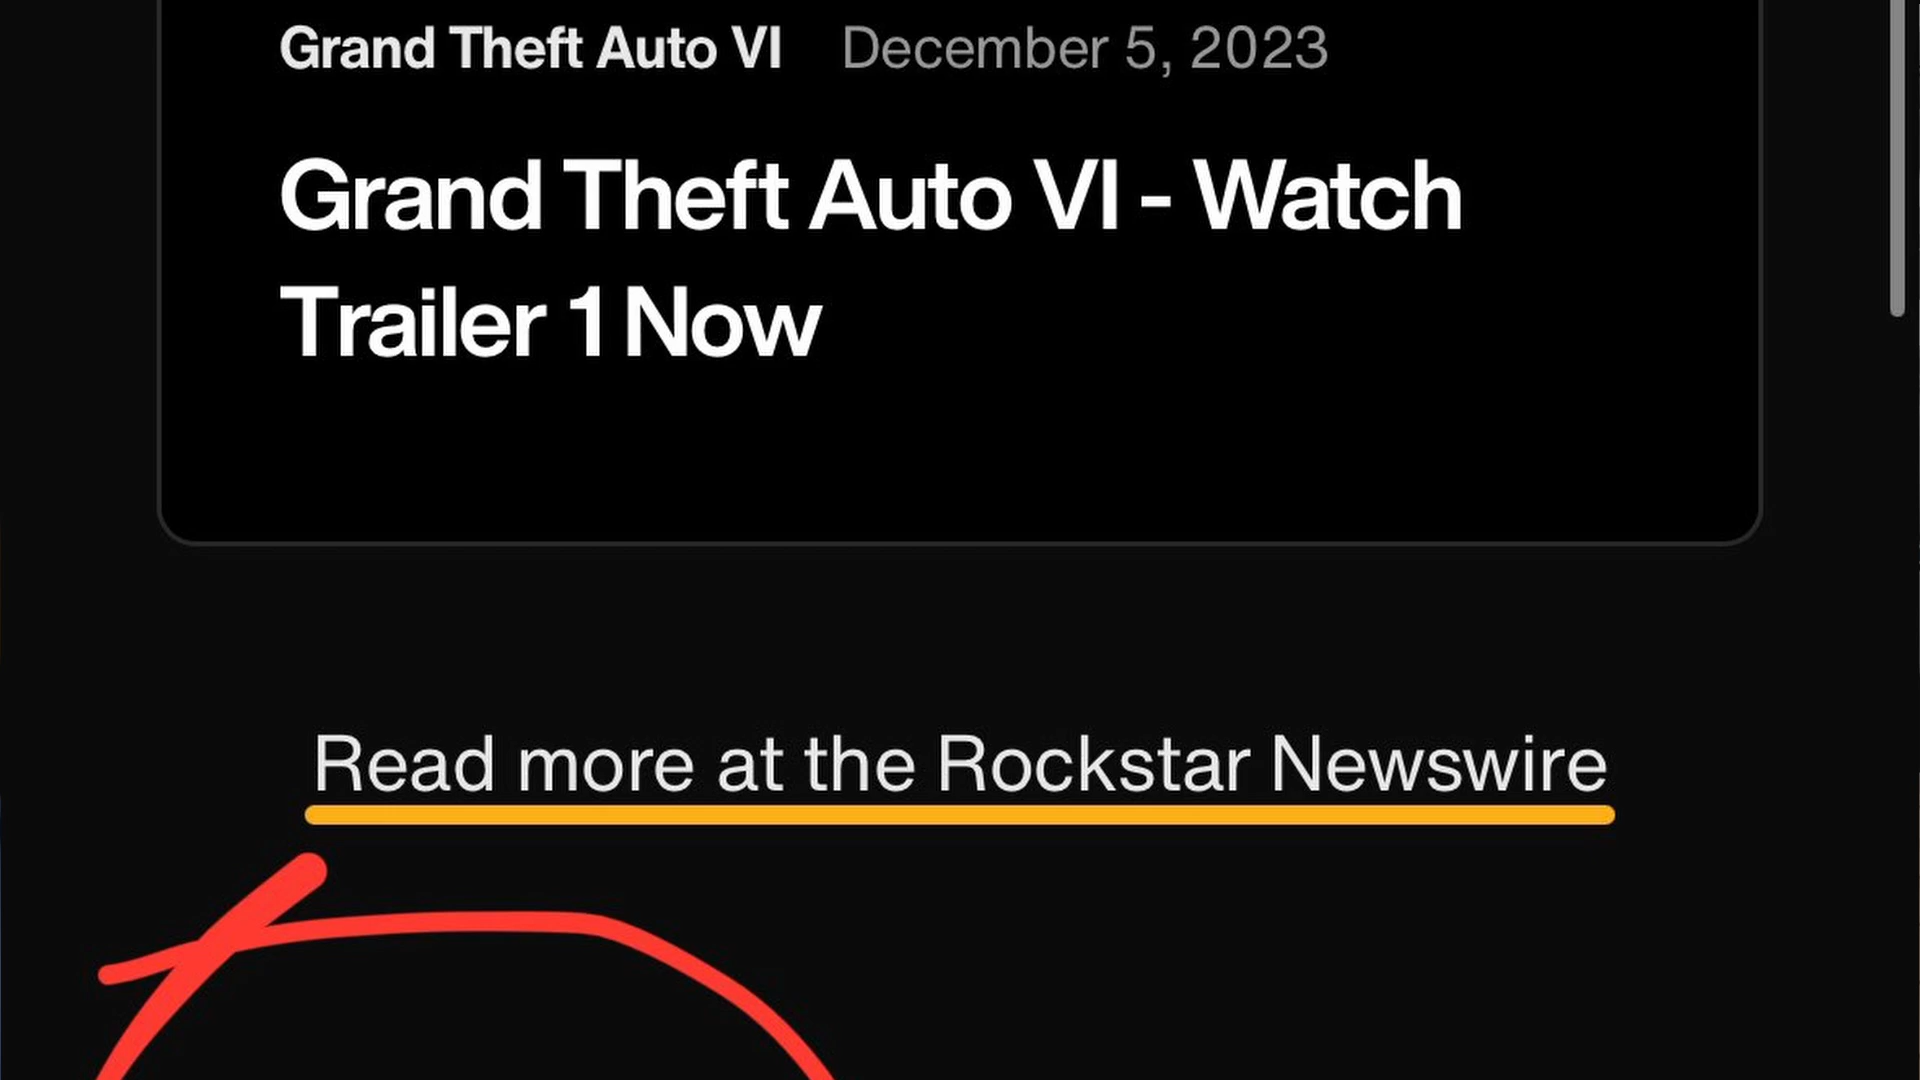 Grand Theft Auto VI December 5, 2023
Grand Theft Auto VI - Watch
Trailer 1 Now
Read more at the Rockstar Newswire